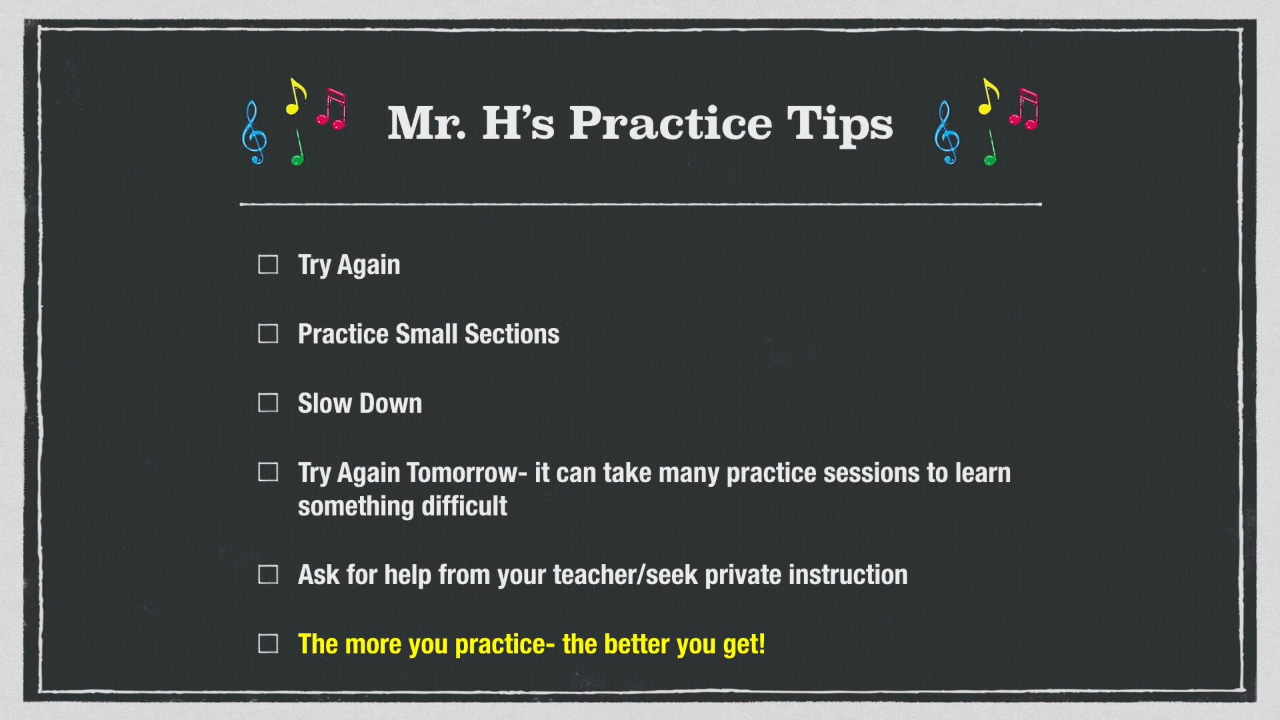 Mr. H’s Practice Tips
Try Again
Practice Small Sections
Slow Down
Try Again Tomorrow- it can take many practice sessions to learn
something difficult
Ask for help from your teacher/seek private instruction
The more you practice- the better you get!